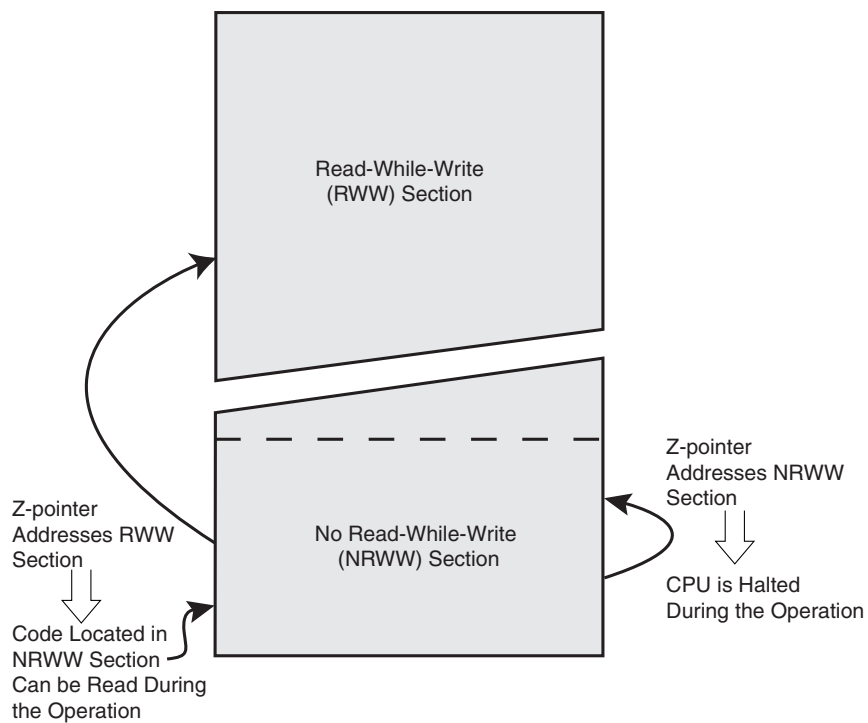 Read-While-Write
(RWW) Section
Z-pointer
Addresses NRWW
Section
Z-pointer
Addresses RWW
Section
No Read-While-Write
(NRWW) Section
CPU is Halted
During the Operation
Code Located in
NRWW Section
Can be Read During
the Operation